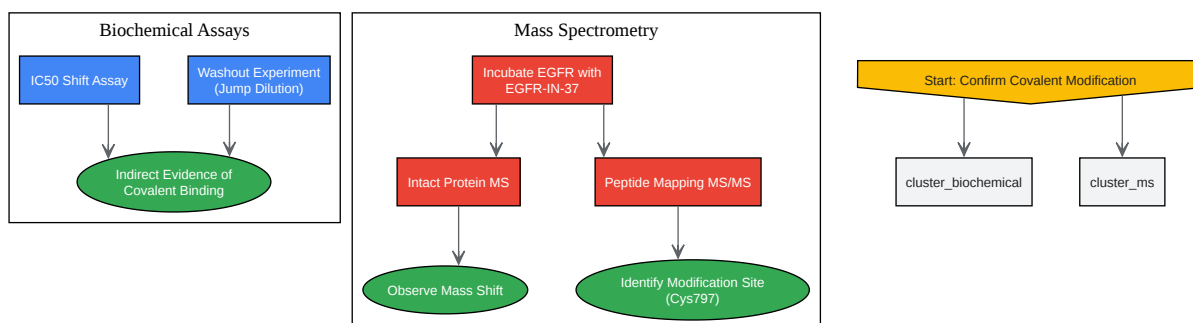 Biochemical Assays
IC50 Shift Assay
Washout Experiment
(Jump Dilution)
Indirect Evidence of
Covalent Binding
Mass Spectrometry
Incubate EGFR with
EGFR-IN-37
Intact Protein MS
Peptide Mapping MS/MS
Observe Mass Shift
Identify Modification Site
(Cys797)
Start: Confirm Covalent Modification
cluster_biochemical
cluster_ms